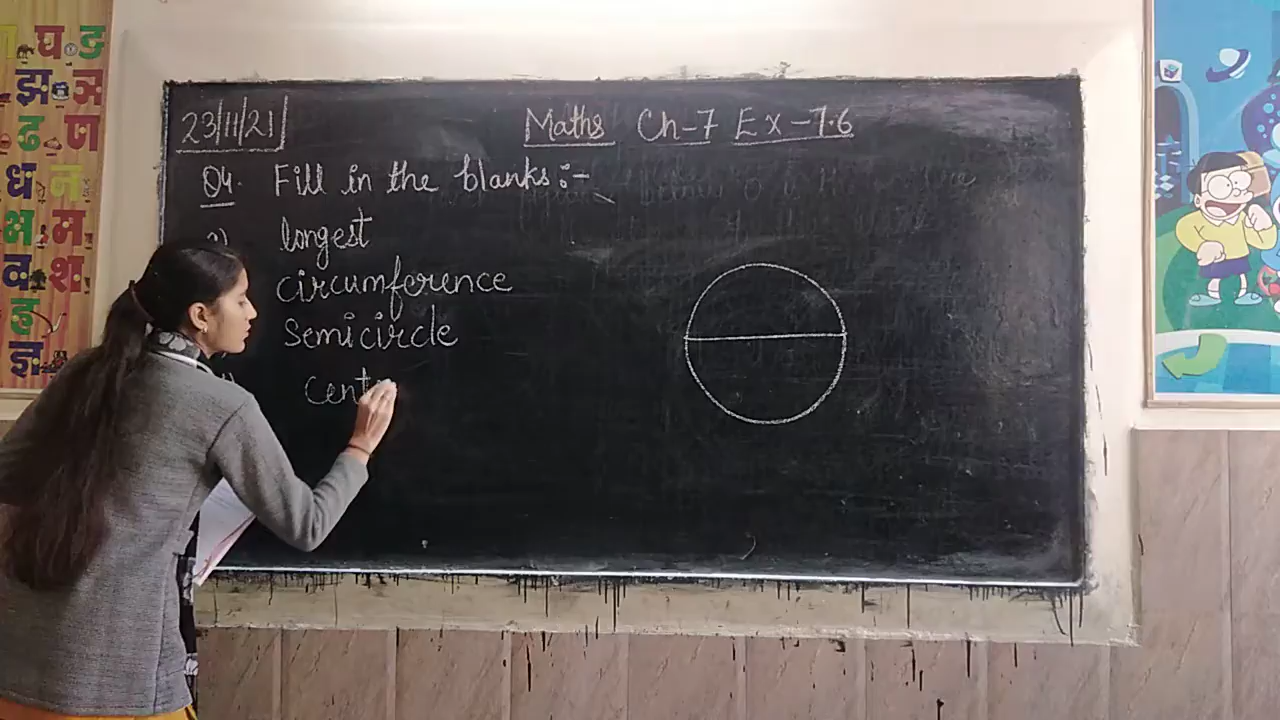 23/11/21
Maths Ch-7 Ex-7.6
Q4. Fill in the blanks :-
longest
circumference
semicircle
cent
घ ङ
झ ञ
ढ ण
ध न
क्ष म
व श
ज्ञ